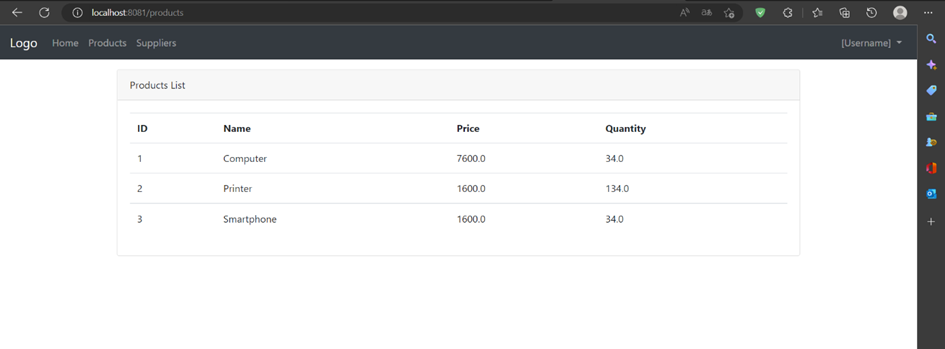 localhost:8081/products
Logo Home Products Suppliers [Username]
Products List
ID Name Price Quantity
1 Computer 7600.0 34.0
2 Printer 1600.0 134.0
3 Smartphone 1600.0 34.0